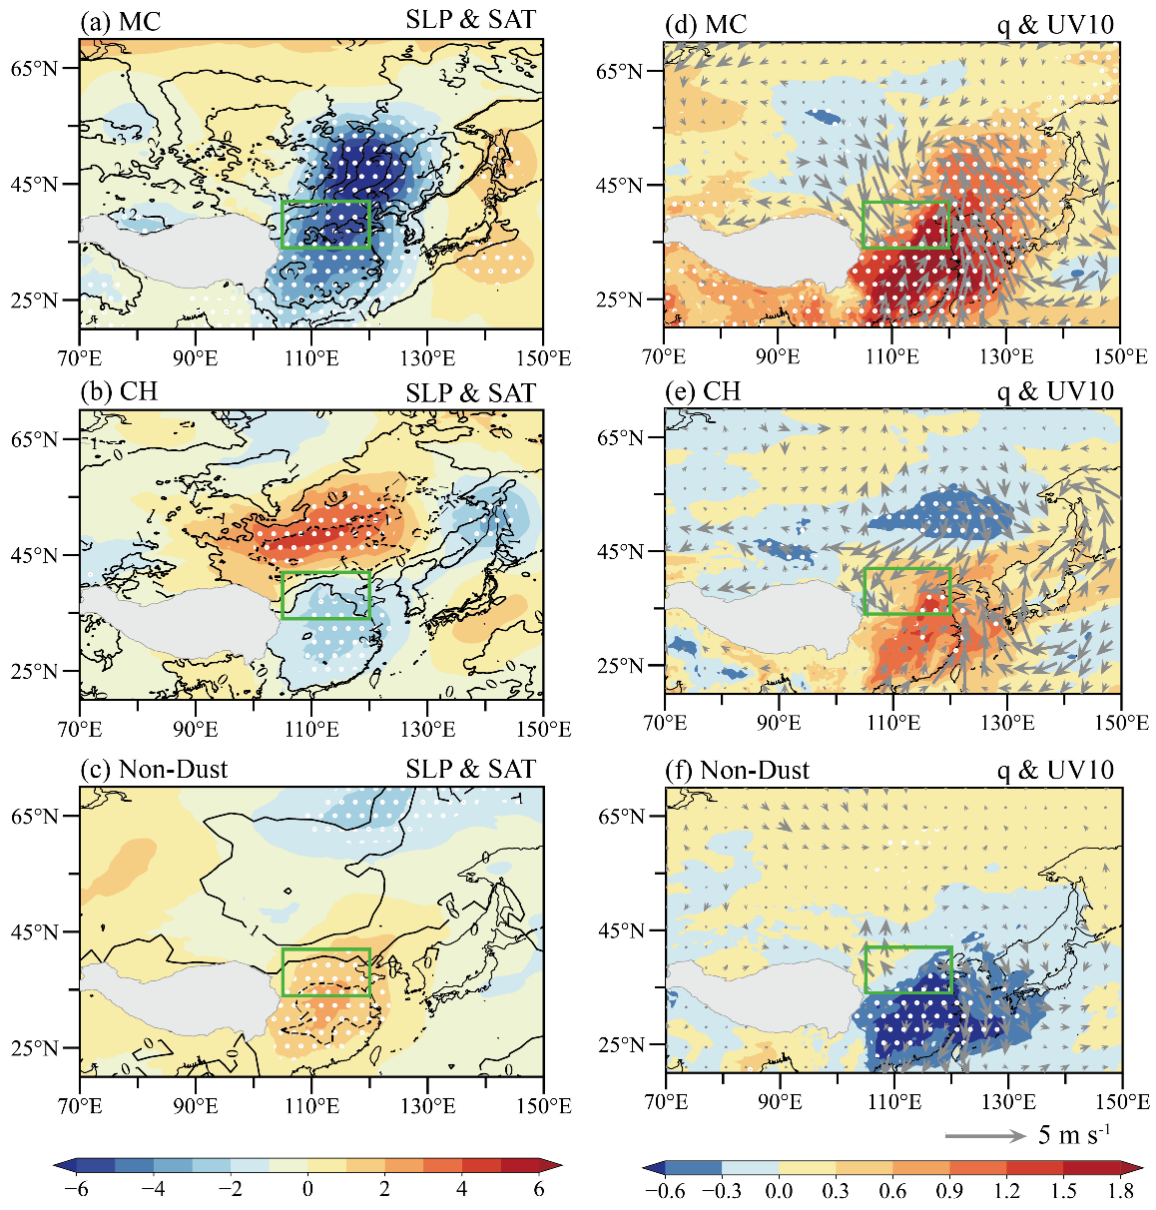 (a) MC SLP & SAT
65°N
45°N
25°N
70°E 90°E 110°E 130°E 150°E
(d) MC q & UV10
65°N
45°N
25°N
70°E 90°E 110°E 130°E 150°E
(b) CH SLP & SAT
65°N
45°N
25°N
70°E 90°E 110°E 130°E 150°E
(e) CH q & UV10
65°N
45°N
25°N
70°E 90°E 110°E 130°E 150°E
(c) Non-Dust SLP & SAT
65°N
45°N
25°N
70°E 90°E 110°E 130°E 150°E
(f) Non-Dust q & UV10
65°N
45°N
25°N
70°E 90°E 110°E 130°E 150°E
5 m s⁻¹
−6 −4 −2 0 2 4 6
−0.6 −0.3 0.0 0.3 0.6 0.9 1.2 1.5 1.8